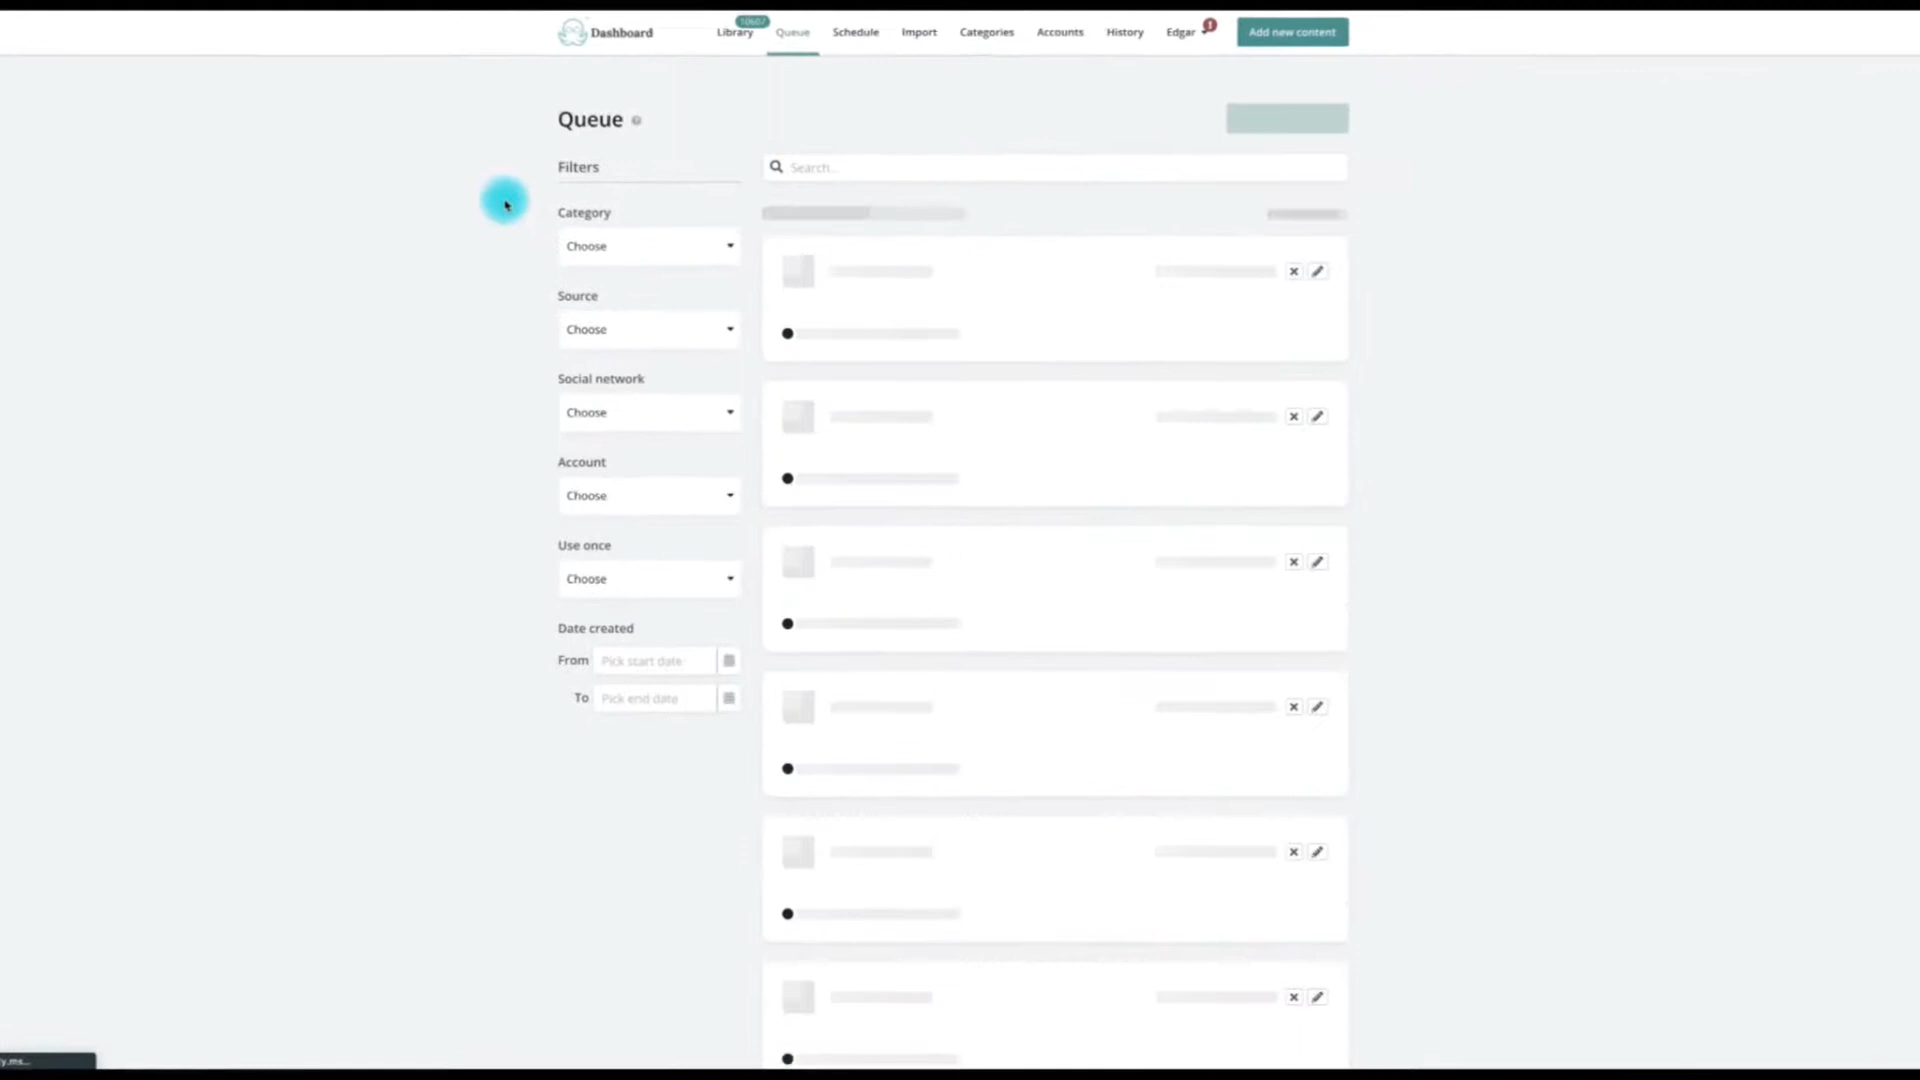 Dashboard
10607
Library
Queue
Schedule
Import
Categories
Accounts
History
Edgar
!
Add new content
Queue
Filters
Search...
Category
Choose
Source
Choose
Social network
Choose
Account
Choose
Use once
Choose
Date created
From
Pick start date
To
Pick end date